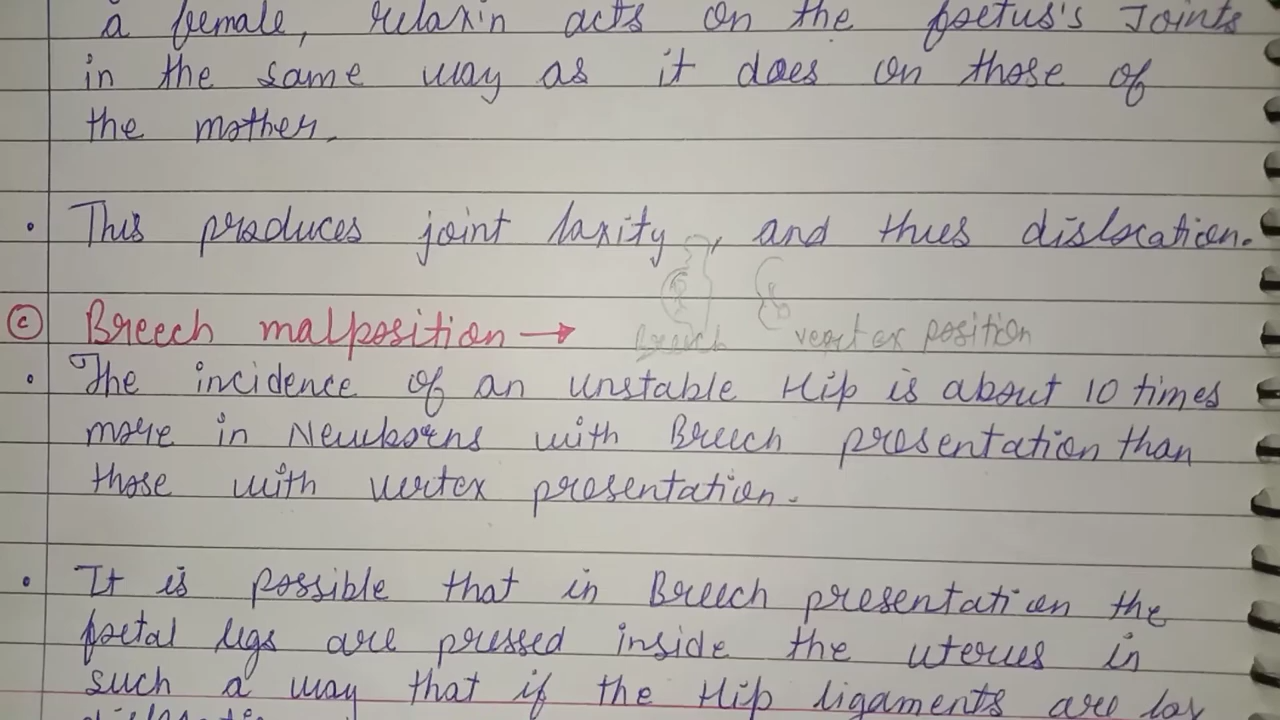 a female, relaxin acts on the foetus's Joints
in the same way as it does on those of
the mother.
• This produces joint laxity, and thus dislocation.
ⓒ Breech malposition →
Breech vertex position
• The incidence of an unstable Hip is about 10 times
more in Newborns with Breech presentation than
those with vertex presentation.
• It is possible that in Breech presentation the
foetal legs are pressed inside the uterus in
such a way that if the Hip ligaments are lax